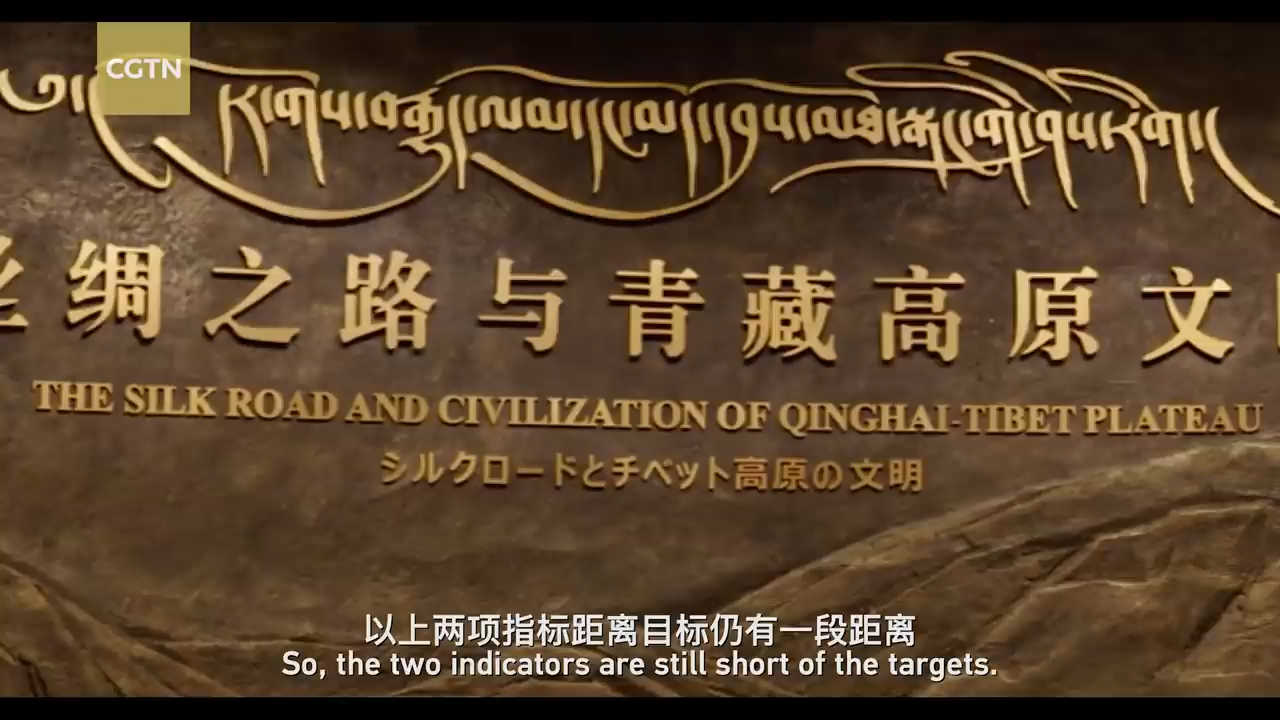 CGTN
丝绸之路与青藏高原文
THE SILK ROAD AND CIVILIZATION OF QINGHAI-TIBET PLATEAU
シルクロードとチベット高原の文明
以上两项指标距离目标仍有一段距离
So, the two indicators are still short of the targets.